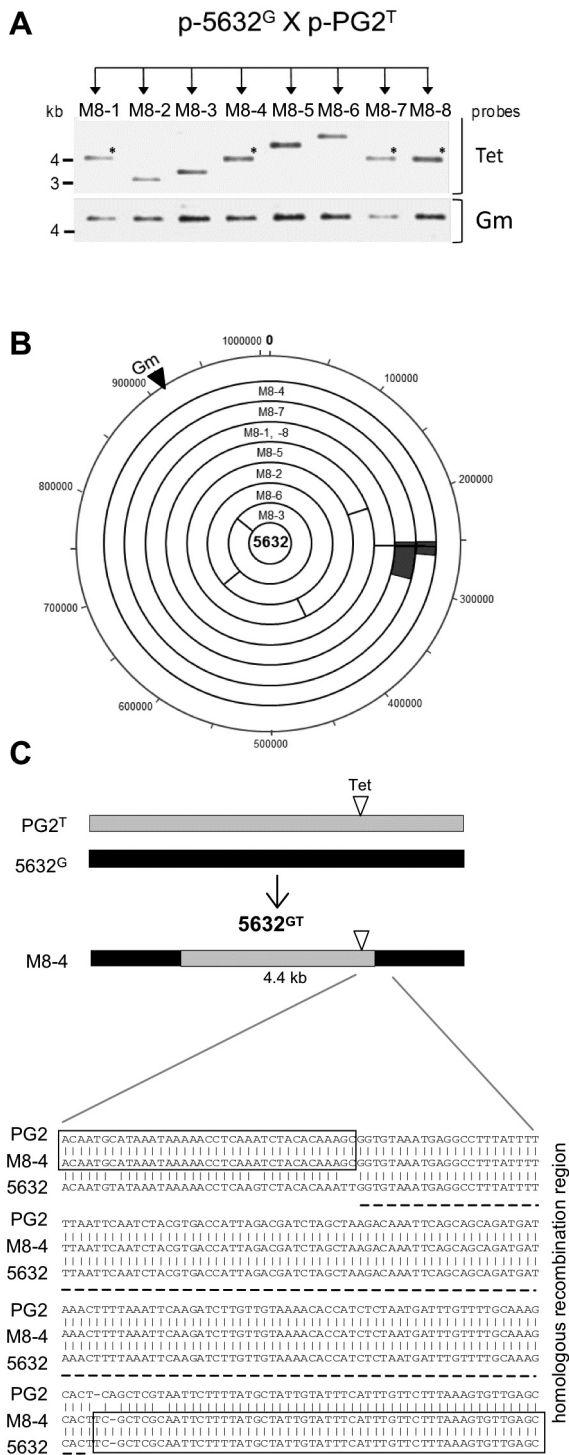 A
p-5632G X p-PG2T
kb M8-1 M8-2 M8-3 M8-4 M8-5 M8-6 M8-7 M8-8 probes
* * * *
4
3
Tet
4
Gm
B
1000000 0
100000
200000
300000
400000
500000
600000
700000
800000
900000
Gm
M8-4
M8-7
M8-1, -8
M8-5
M8-2
M8-6
M8-3
5632
C
Tet
PG2T
5632G
5632GT
M8-4
4.4 kb
PG2 ACAATGCATAAATAAAAACCTCAAATCTACACAAAGCGGTGTAAATGAGGCCTTTATTTT
M8-4 ACAATGCATAAATAAAAACCTCAAATCTACACAAAGCGGTGTAAATGAGGCCTTTATTTT
5632 ACAATGTATAAATAAAAACCTCAAGTCTACACAAATTGGTGTAAATGAGGCCTTTATTTT
PG2 TTAATTCAATCTACGTGACCATTAGACGATCTAGCTAAGACAAATTCAGCAGCAGATGAT
M8-4 TTAATTCAATCTACGTGACCATTAGACGATCTAGCTAAGACAAATTCAGCAGCAGATGAT
5632 TTAATTCAATCTACGTGACCATTAGACGATCTAGCTAAGACAAATTCAGCAGCAGATGAT
PG2 AAACTTTTAAATTCAAGATCTTGTTGTAAAACACCATCTCTAATGATTTGTTTTGCAAAG
M8-4 AAACTTTTAAATTCAAGATCTTGTTGTAAAACACCATCTCTAATGATTTGTTTTGCAAAG
5632 AAACTTTTAAATTCAAGATCTTGTTGTAAAACACCATCTCTAATGATTTGTTTTGCAAAG
PG2 CACT-CAGCTCGTAATTCTTTTATGCTATTGTATTTCATTTGTTCTTTAAAGTGTTGAGC
M8-4 CACTTC-GCTCGCAATTCTTTTATGCTATTGTATTTCATTTGTTCTTTAAAGTGTTGAGC
5632 CACTTC-GCTCGCAATTCTTTTATGCTATTGTATTTCATTTGTTCTTTAAAGTGTTGAGC
homologous recombination region